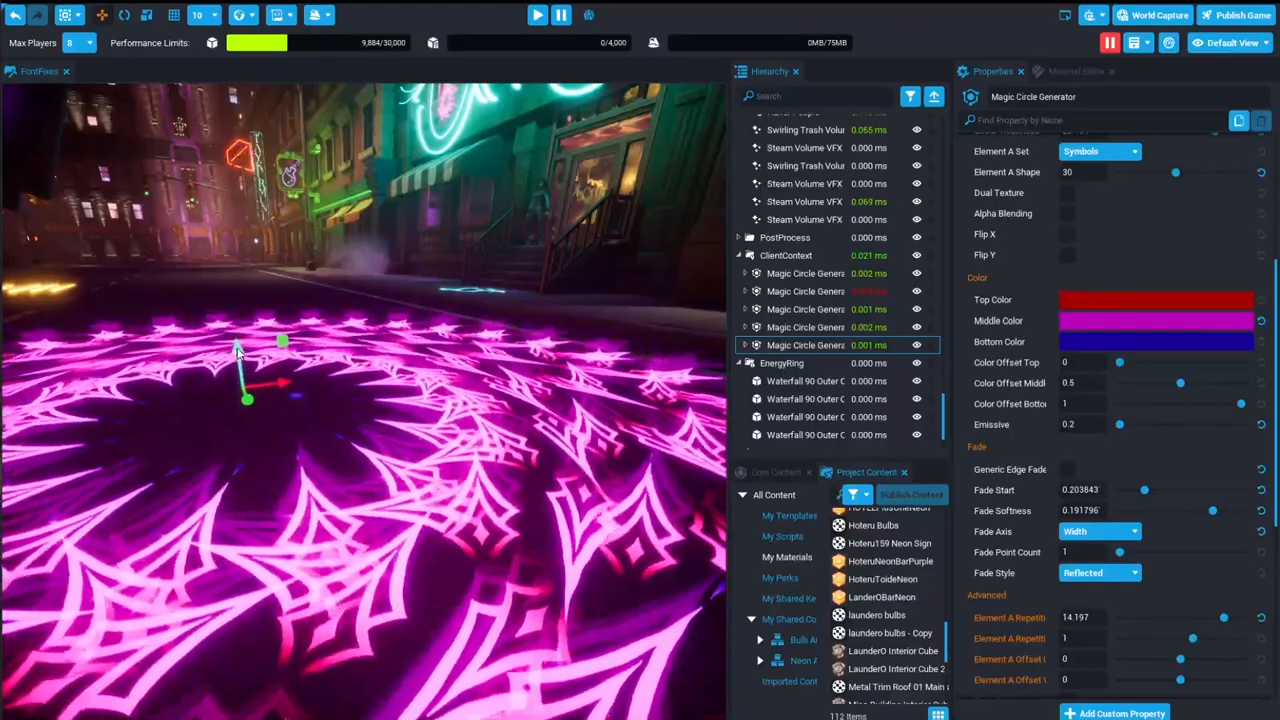 10
World Capture
Publish Game
Max Players
8
Performance Limits:
9,884/30,000
0/4,000
0MB/75MB
Default View
FontFixes
Hierarchy
Search
Swirling Trash Volur 0.065 ms
Steam Volume VFX 0.000 ms
Swirling Trash Volur 0.000 ms
Steam Volume VFX 0.000 ms
Steam Volume VFX 0.069 ms
Steam Volume VFX 0.000 ms
PostProcess 0.000 ms
ClientContext 0.021 ms
Magic Circle Genera 0.002 ms
Magic Circle Genera
Magic Circle Genera 0.001 ms
Magic Circle Genera 0.002 ms
Magic Circle Genera 0.001 ms
EnergyRing 0.000 ms
Waterfall 90 Outer C 0.000 ms
Waterfall 90 Outer C 0.000 ms
Waterfall 90 Outer C 0.000 ms
Waterfall 90 Outer C 0.000 ms
Core Content
Project Content
All Content
Publish Content
My Templates
My Scripts
My Materials
My Perks
My Shared Ke
My Shared Co
Bulb Ar
Neon A
Imported Cont
Hoteru Bulbs
Hoteru159 Neon Sign
HoteruNeonBarPurple
HoteruToideNeon
LanderOBarNeon
laundero bulbs
laundero bulbs - Copy
LaunderO Interior Cube
LaunderO Interior Cube 2
Metal Trim Roof 01 Main
112 Items
Properties
Material Editor
Magic Circle Generator
Find Property by Name
Element A Set
Symbols
Element A Shape
30
Dual Texture
Alpha Blending
Flip X
Flip Y
Color
Top Color
Middle Color
Bottom Color
Color Offset Top
0
Color Offset Middl
0.5
Color Offset Bottor
1
Emissive
0.2
Fade
Generic Edge Fade
Fade Start
0.203843
Fade Softness
0.191796
Fade Axis
Width
Fade Point Count
1
Fade Style
Reflected
Advanced
Element A Repetiti
14.197
Element A Repetiti
1
Element A Offset U
0
Element A Offset V
0
Add Custom Property